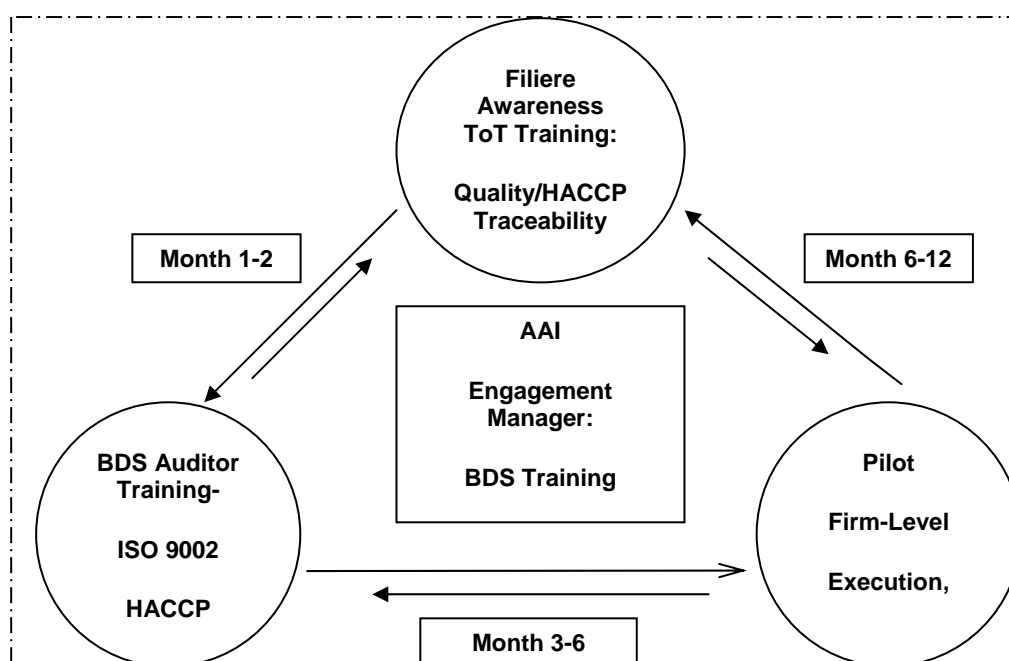 Filiere
Awareness
ToT Training:
Quality/HACCP
Traceability
Month 1-2
Month 6-12
AAI
Engagement
Manager:
BDS Training
BDS Auditor
Training-
ISO 9002
HACCP
Pilot
Firm-Level
Execution,
Month 3-6